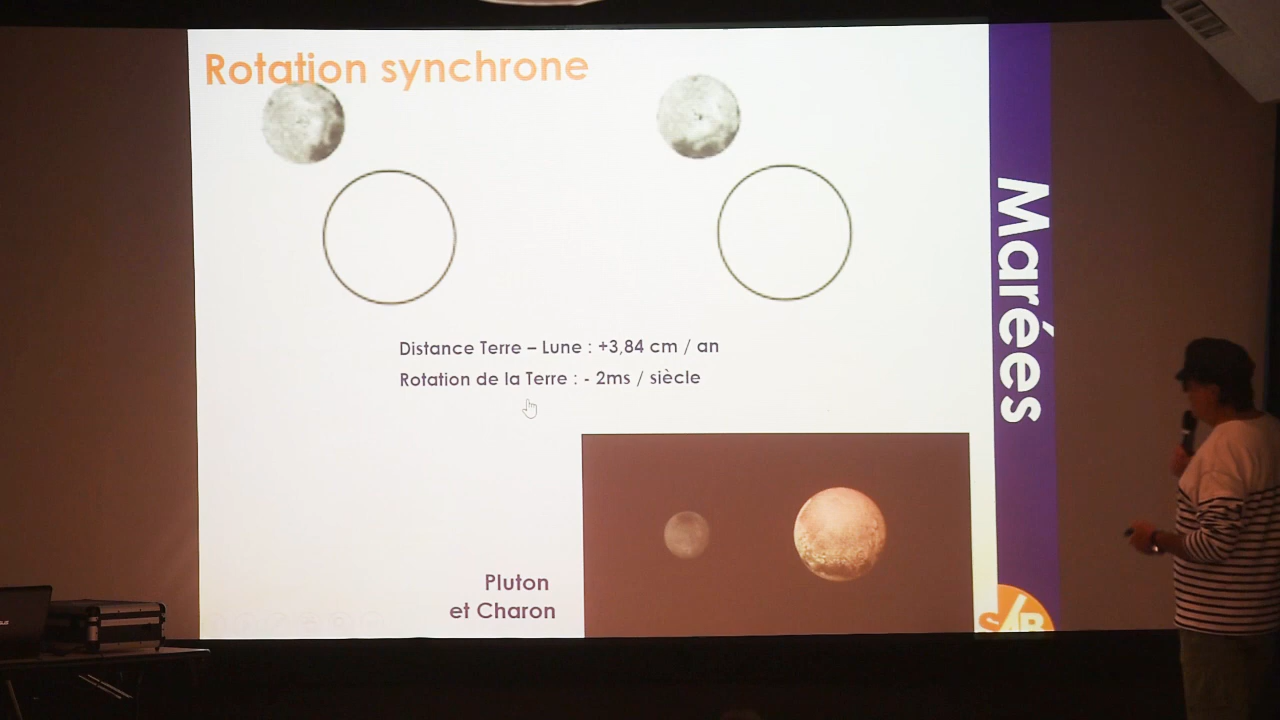 Rotation synchrone
Distance Terre – Lune : +3,84 cm / an
Rotation de la Terre : - 2ms / siècle
Pluton
et Charon
Marées